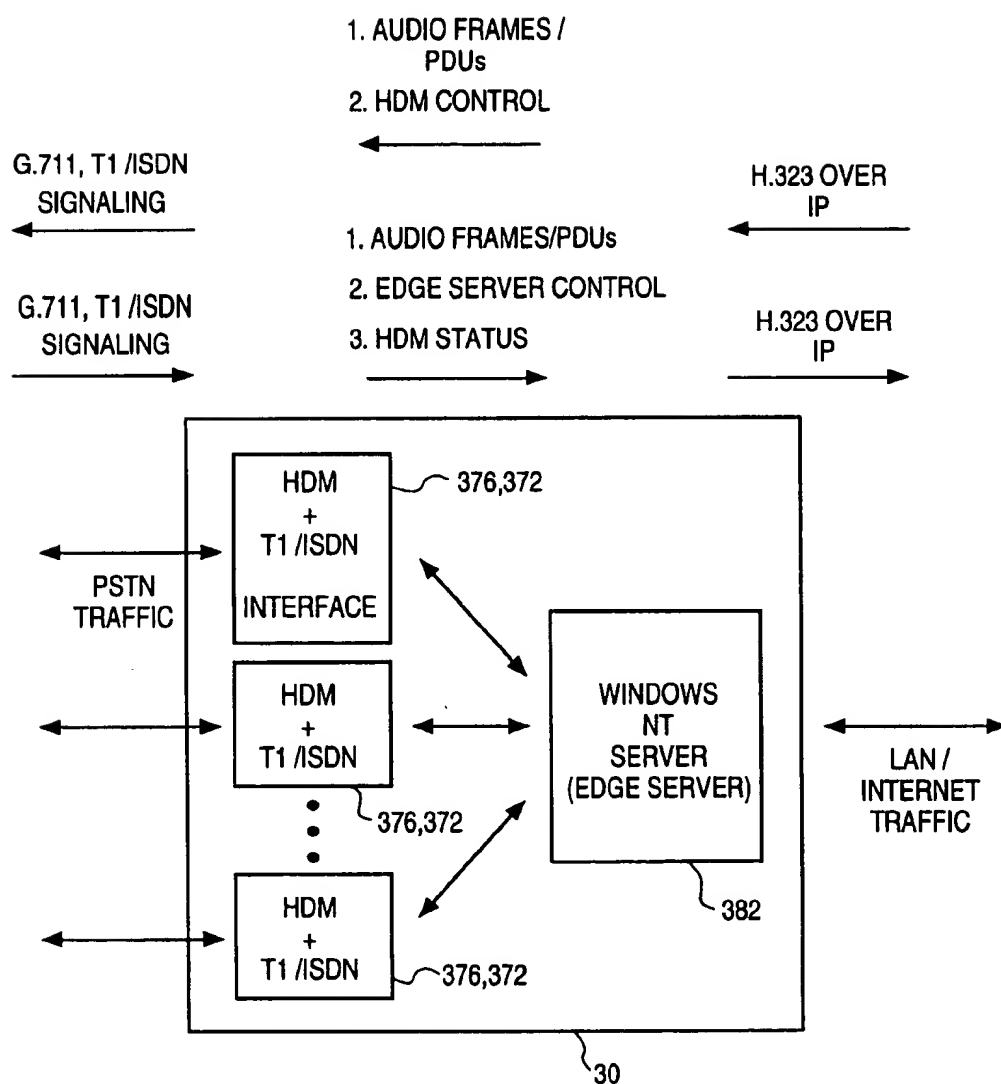 1. AUDIO FRAMES /
PDUs
2. HDM CONTROL
G.711, T1 /ISDN
SIGNALING
H.323 OVER
IP
1. AUDIO FRAMES/PDUs
2. EDGE SERVER CONTROL
3. HDM STATUS
G.711, T1 /ISDN
SIGNALING
H.323 OVER
IP
HDM
+
T1 /ISDN
INTERFACE
376,372
PSTN
TRAFFIC
HDM
+
T1 /ISDN
376,372
WINDOWS
NT
SERVER
(EDGE SERVER)
382
LAN /
INTERNET
TRAFFIC
HDM
+
T1 /ISDN
376,372
30